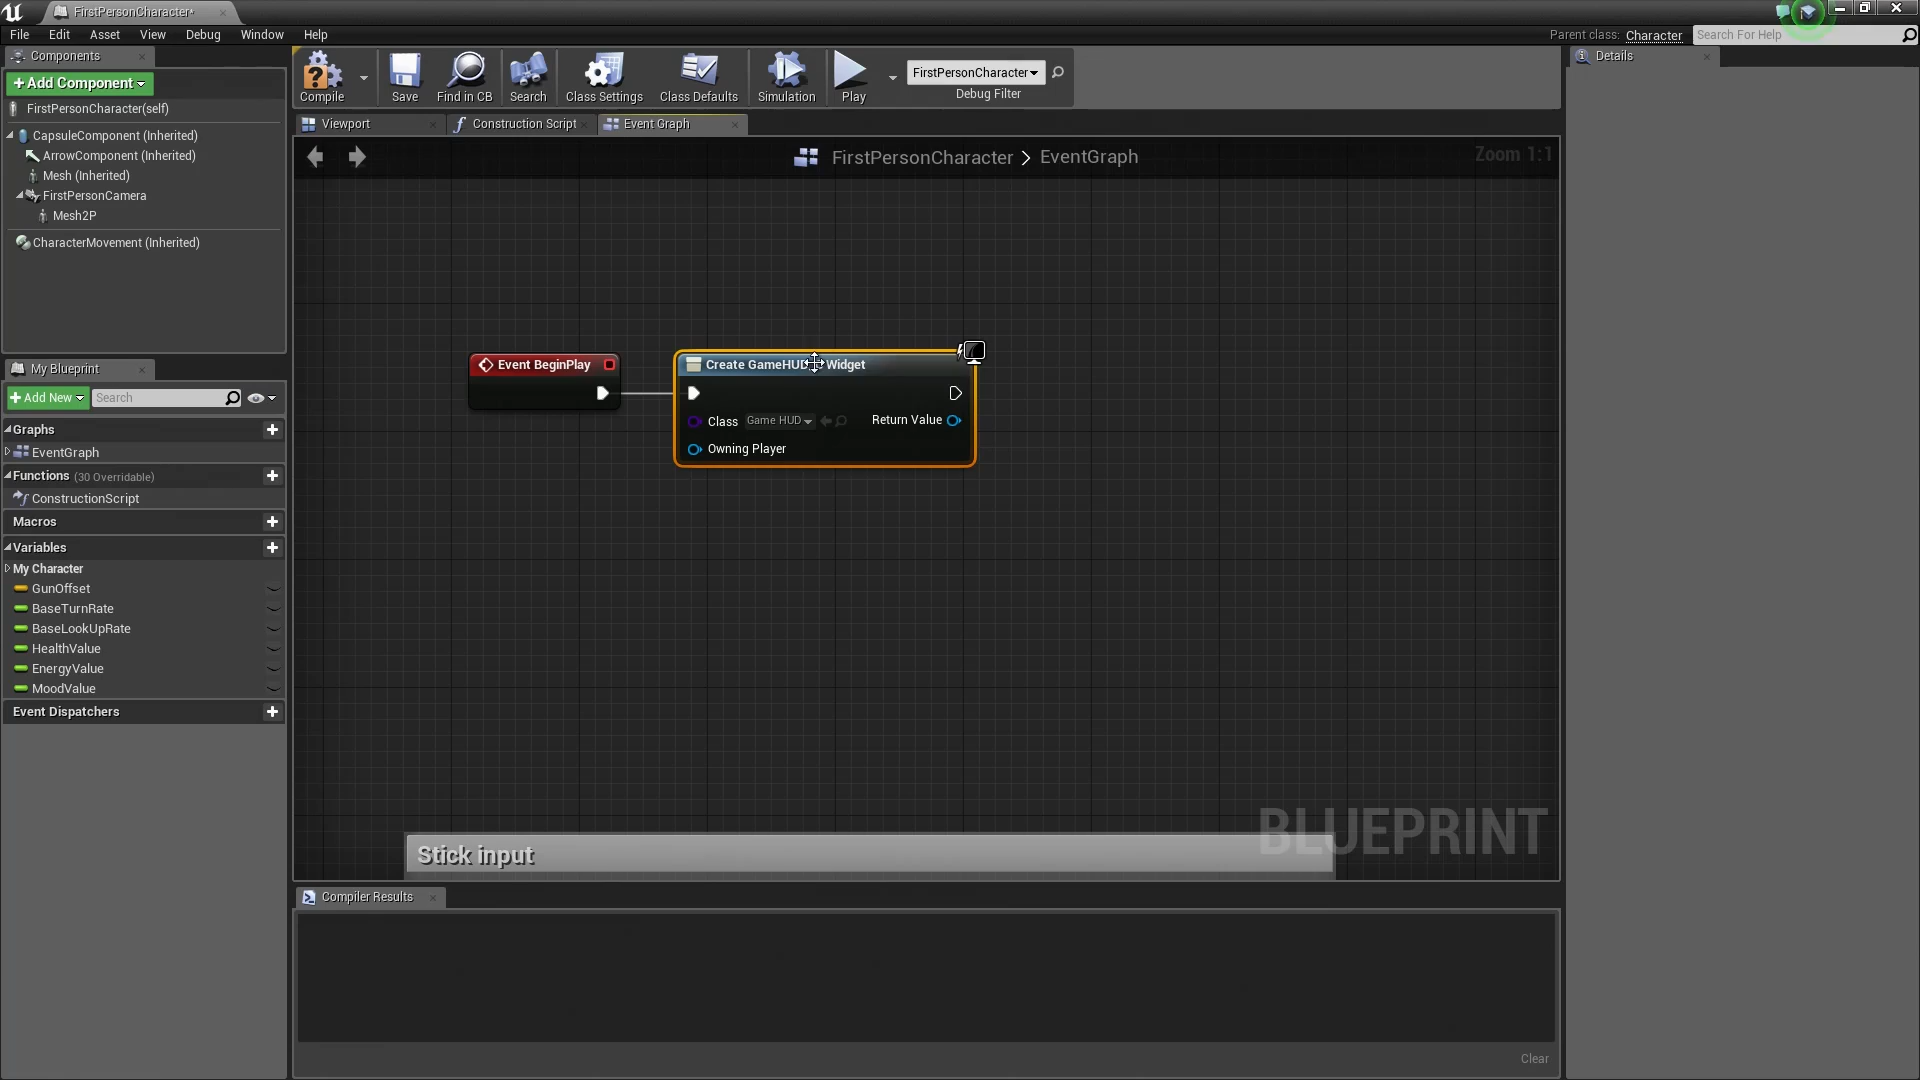 FirstPersonCharacter*
File Edit Asset View Debug Window Help
Parent class: Character
Search For Help
Components
+Add Component
FirstPersonCharacter(self)
CapsuleComponent (Inherited)
ArrowComponent (Inherited)
Mesh (Inherited)
FirstPersonCamera
Mesh2P
CharacterMovement (Inherited)
My Blueprint
+Add New
Search
Graphs
EventGraph
Functions (30 Overridable)
ConstructionScript
Macros
Variables
My Character
GunOffset
BaseTurnRate
BaseLookUpRate
HealthValue
EnergyValue
MoodValue
Event Dispatchers
Compile Save Find in CB Search Class Settings Class Defaults Simulation Play
FirstPersonCharacter
Debug Filter
Viewport
Construction Script
Event Graph
FirstPersonCharacter > EventGraph
Zoom 1:1
Event BeginPlay
Create GameHUD Widget
Class Game HUD
Return Value
Owning Player
Stick input
BLUEPRINT
Compiler Results
Clear
Details